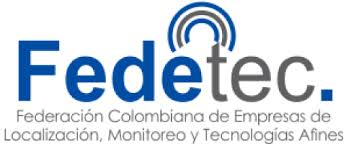 Fedetec.
Federación Colombiana de Empresas de
Localización, Monitoreo y Tecnologías Afines